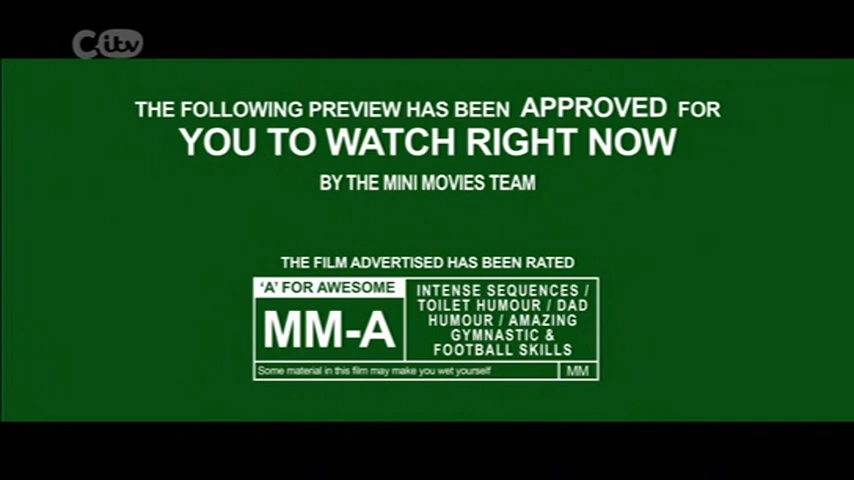 Citv
THE FOLLOWING PREVIEW HAS BEEN APPROVED FOR
YOU TO WATCH RIGHT NOW
BY THE MINI MOVIES TEAM
THE FILM ADVERTISED HAS BEEN RATED
'A' FOR AWESOME
MM-A
INTENSE SEQUENCES /
TOILET HUMOUR / DAD
HUMOUR / AMAZING
GYMNASTIC &
FOOTBALL SKILLS
Some material in this film may make you wet yourself
MM